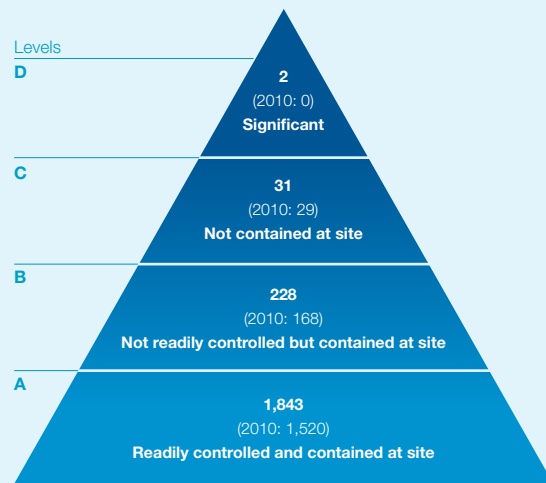 Levels
D
2
(2010: 0)
Significant
C
31
(2010: 29)
Not contained at site
B
228
(2010: 168)
Not readily controlled but contained at site
A
1,843
(2010: 1,520)
Readily controlled and contained at site